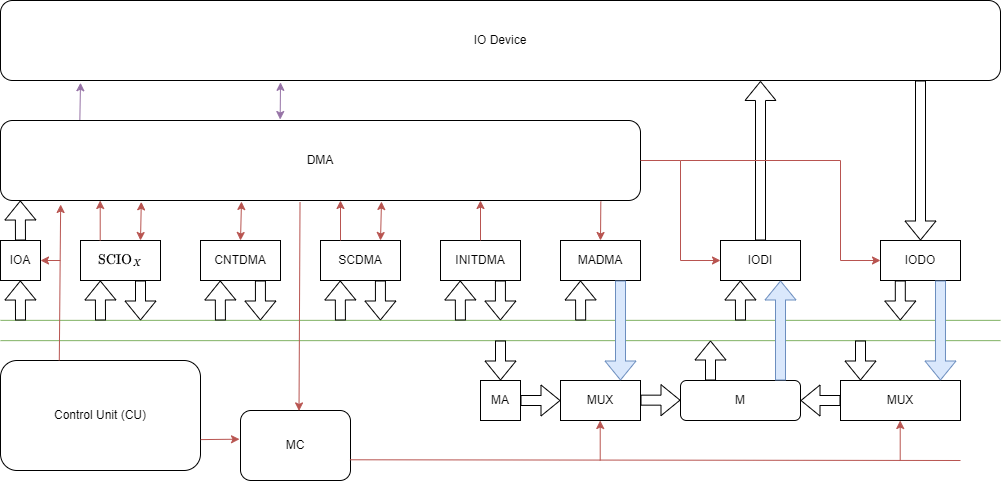 IO Device
DMA
IOA
SCIO_X
CNTDMA
SCDMA
INITDMA
MADMA
IODI
IODO
Control Unit (CU)
MC
MA
MUX
M
MUX